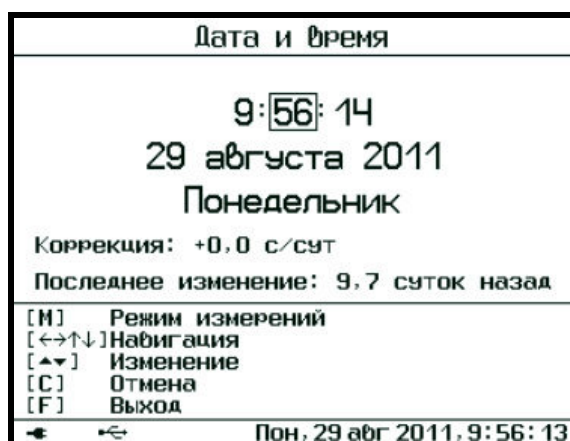 Дата и время
9:56:14
29 августа 2011
Понедельник
Коррекция: +0,0 с/сут
Последнее изменение: 9,7 суток назад
[М] Режим измерений
[←→↑↓]Навигация
[▲▼] Изменение
[C] Отмена
[F] Выход
Пон, 29 авг 2011, 9:56:13